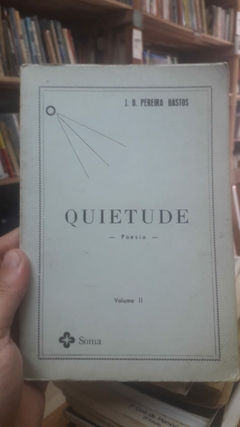 J. B. PEREIRA BASTOS
QUIETUDE
— Poesia —
Volume II
Soma